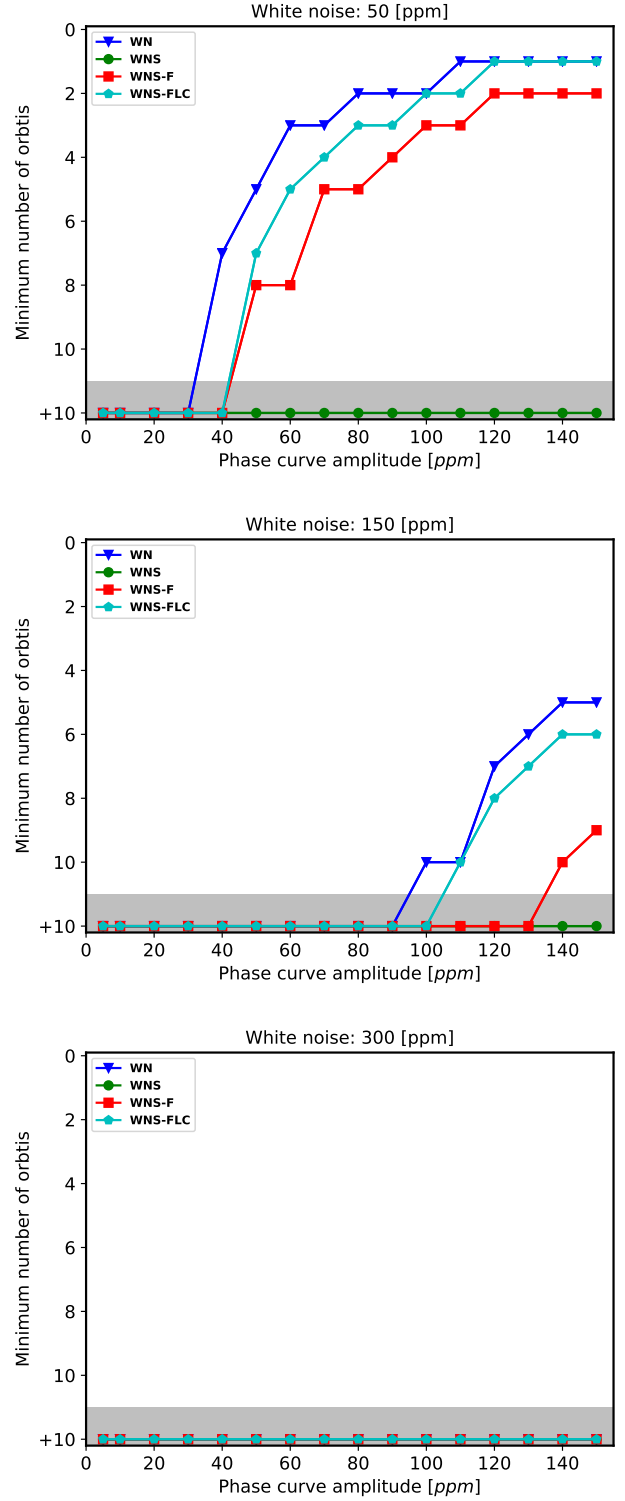 White noise: 50 [ppm]
WN
WNS
WNS-F
WNS-FLC
Minimum number of orbtis
0
2
4
6
8
10
+10
0 20 40 60 80 100 120 140
Phase curve amplitude [ppm]
White noise: 150 [ppm]
WN
WNS
WNS-F
WNS-FLC
Minimum number of orbtis
0
2
4
6
8
10
+10
0 20 40 60 80 100 120 140
Phase curve amplitude [ppm]
White noise: 300 [ppm]
WN
WNS
WNS-F
WNS-FLC
Minimum number of orbtis
0
2
4
6
8
10
+10
0 20 40 60 80 100 120 140
Phase curve amplitude [ppm]